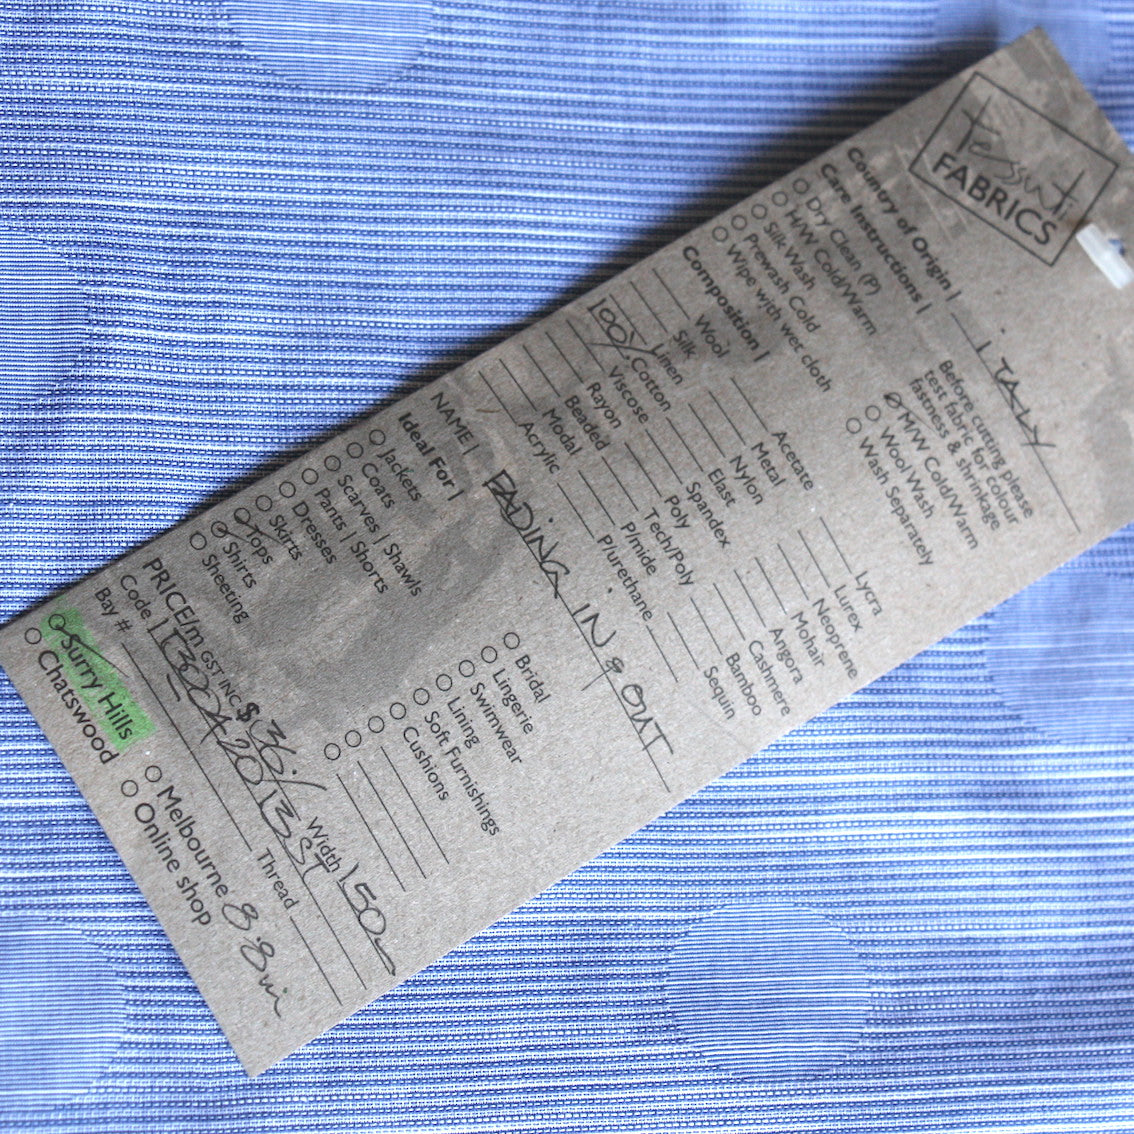 Tessuti
FABRICS
Country of Origin | ITALY
Care Instructions |
Dry Clean (P)
H/W Cold/Warm
Silk Wash
Prewash Cold
Wipe with wer cloth
Before cutting please
test fabric for colour
fastness & shrinkage
M/W Cold/Warm
Wool Wash
Wash Separately
Composition |
Wool
Silk
Linen
100% Cotton
Viscose
Rayon
Beaded
Modal
Acrylic
Acetate
Metal
Nylon
Elast
Spandex
Poly
Tech/Poly
P/mide
P/urethane
Lycra
Lurex
Neoprene
Mohair
Angora
Cashmere
Bamboo
Sequin
NAME | FADING IN & OUT
Ideal For |
Jackets
Coats
Scarves | Shawls
Pants | Shorts
Dresses
Skirts
Tops
Shirts
Sheeting
Bridal
Lingerie
Swimwear
Lining
Soft Furnishings
Cushions
PRICE/m GST INC $ 36 Width 150
Code |
Bay # Thread
Surry Hills
Chatswood
Melbourne
Online shop